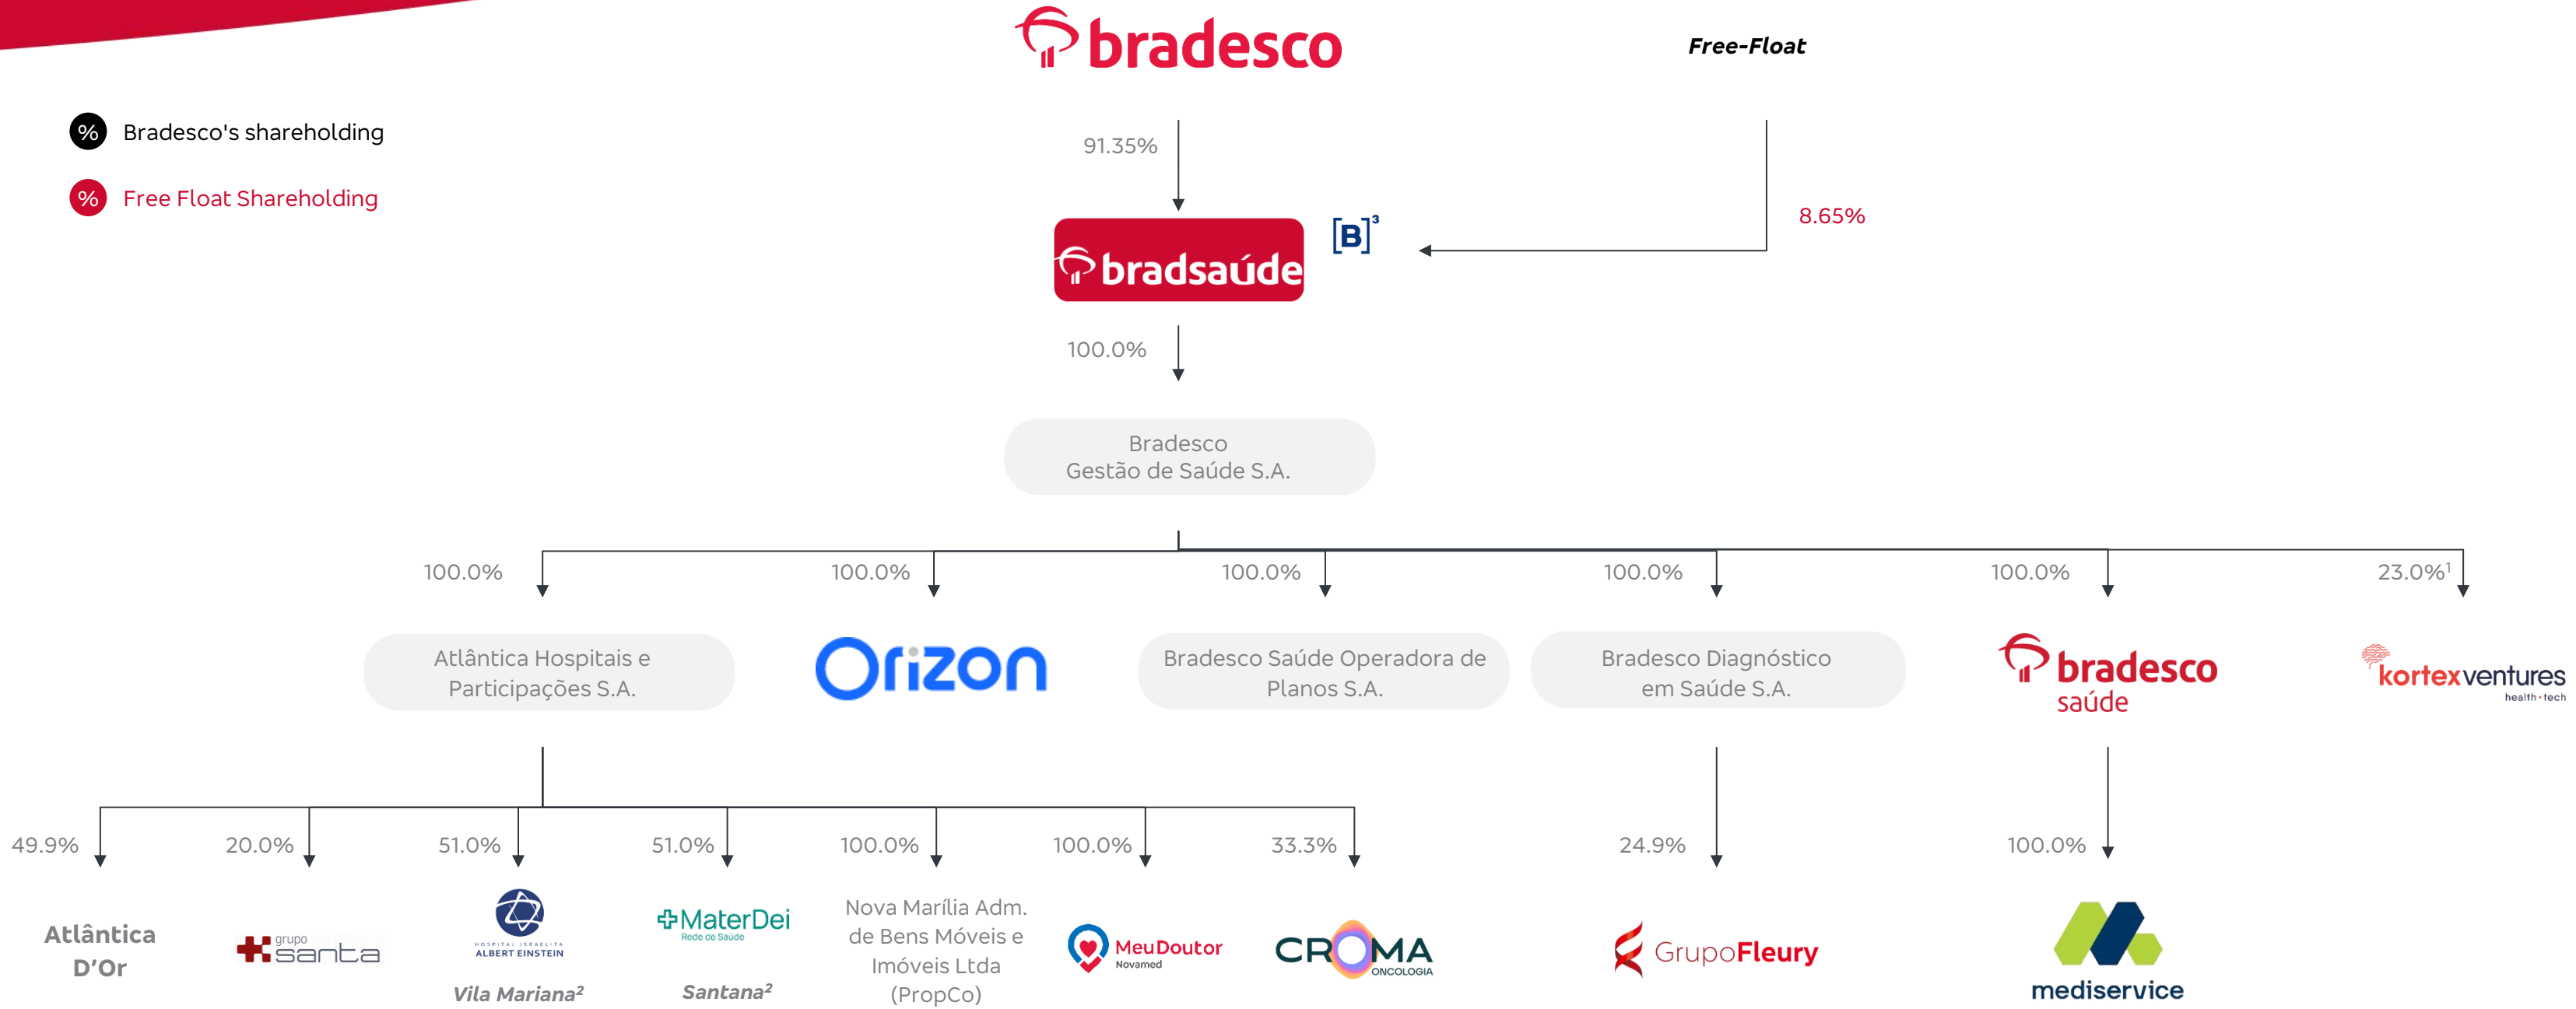 bradesco
Free-Float
% Bradesco's shareholding
% Free Float Shareholding
91.35%
8.65%
bradsaúde
[B]³
100.0%
Bradesco
Gestão de Saúde S.A.
100.0%
100.0%
100.0%
100.0%
100.0%
23.0%¹
Atlântica Hospitais e
Participações S.A.
Orizon
Bradesco Saúde Operadora de
Planos S.A.
Bradesco Diagnóstico
em Saúde S.A.
bradesco
saúde
kortex ventures
health·tech
49.9%
20.0%
51.0%
51.0%
100.0%
100.0%
33.3%
24.9%
100.0%
Atlântica
D’Or
grupo
santa
HOSPITAL ISRAELITA
ALBERT EINSTEIN
Vila Mariana²
MaterDei
Rede de Saúde
Santana²
Nova Marília Adm.
de Bens Móveis e
Imóveis Ltda
(PropCo)
MeuDoutor
Novamed
CROMA
ONCOLOGIA
GrupoFleury
mediservice